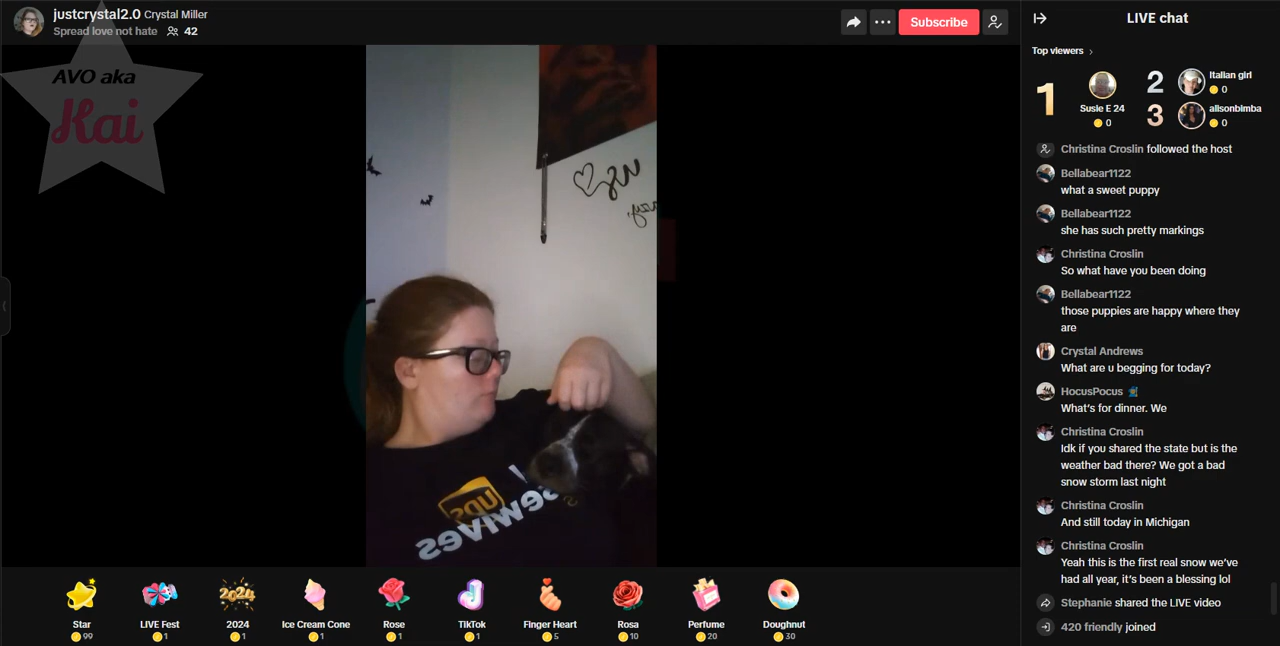 justcrystal2.0 Crystal Miller
Spread love not hate 42
Subscribe
AVO aka
Kai
us
UPS
sewives
Star
99
LIVE Fest
1
2024
2024
1
Ice Cream Cone
1
Rose
1
TikTok
1
Finger Heart
5
Rosa
10
Perfume
20
Doughnut
30
LIVE chat
Top viewers
1
Susie E 24
0
2
Italian girl
0
3
alisonbimba
0
Christina Croslin followed the host
Bellabear1122
what a sweet puppy
Bellabear1122
she has such pretty markings
Christina Croslin
So what have you been doing
Bellabear1122
those puppies are happy where they
are
Crystal Andrews
What are u begging for today?
HocusPocus
What's for dinner. We
Christina Croslin
Idk if you shared the state but is the
weather bad there? We got a bad
snow storm last night
Christina Croslin
And still today in Michigan
Christina Croslin
Yeah this is the first real snow we've
had all year, it's been a blessing lol
Stephanie shared the LIVE video
420 friendly joined